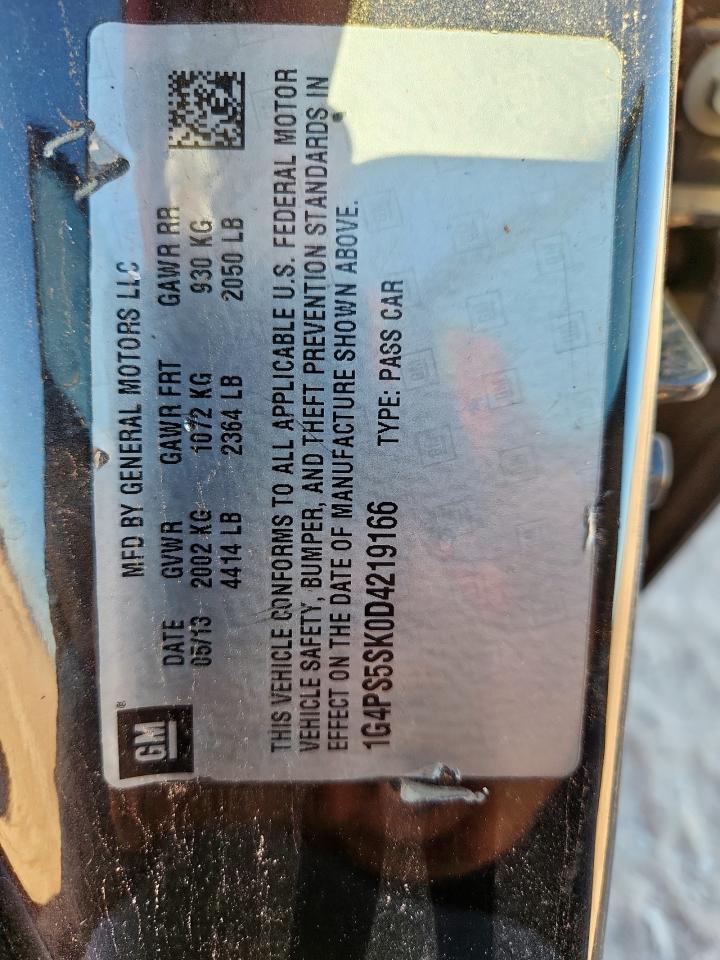 GM®
MFD BY GENERAL MOTORS LLC
DATE GVWR GAWR FRT GAWR RR
05/13 2002 KG 1072 KG 930 KG
4414 LB 2364 LB 2050 LB
THIS VEHICLE CONFORMS TO ALL APPLICABLE U.S. FEDERAL MOTOR
VEHICLE SAFETY, BUMPER, AND THEFT PREVENTION STANDARDS IN
EFFECT ON THE DATE OF MANUFACTURE SHOWN ABOVE.
1G4PS5SK0D4219166 TYPE: PASS CAR